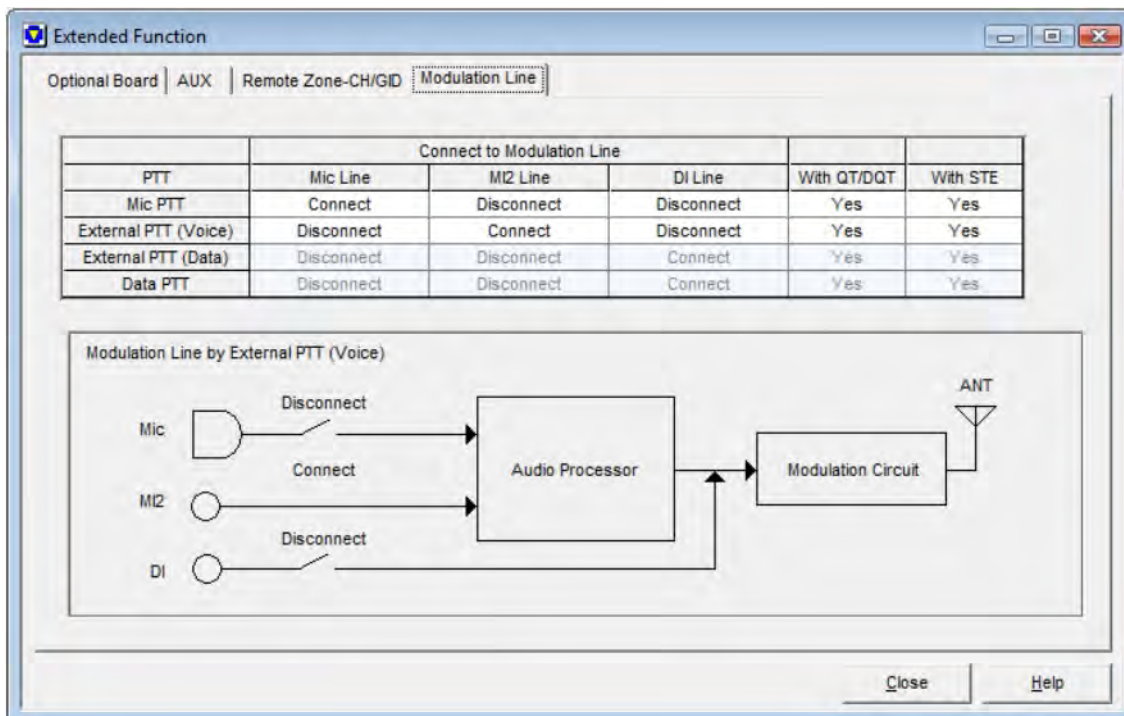 Extended Function
Optional Board AUX Remote Zone-CH/GID Modulation Line
Connect to Modulation Line
PTT Mic Line MI2 Line DI Line With QT/DQT With STE
Mic PTT Connect Disconnect Disconnect Yes Yes
External PTT (Voice) Disconnect Connect Disconnect Yes Yes
External PTT (Data) Disconnect Disconnect Connect Yes Yes
Data PTT Disconnect Disconnect Connect Yes Yes
Modulation Line by External PTT (Voice)
ANT
Disconnect
Mic
Connect
Audio Processor
Modulation Circuit
MI2
Disconnect
DI
Close Help